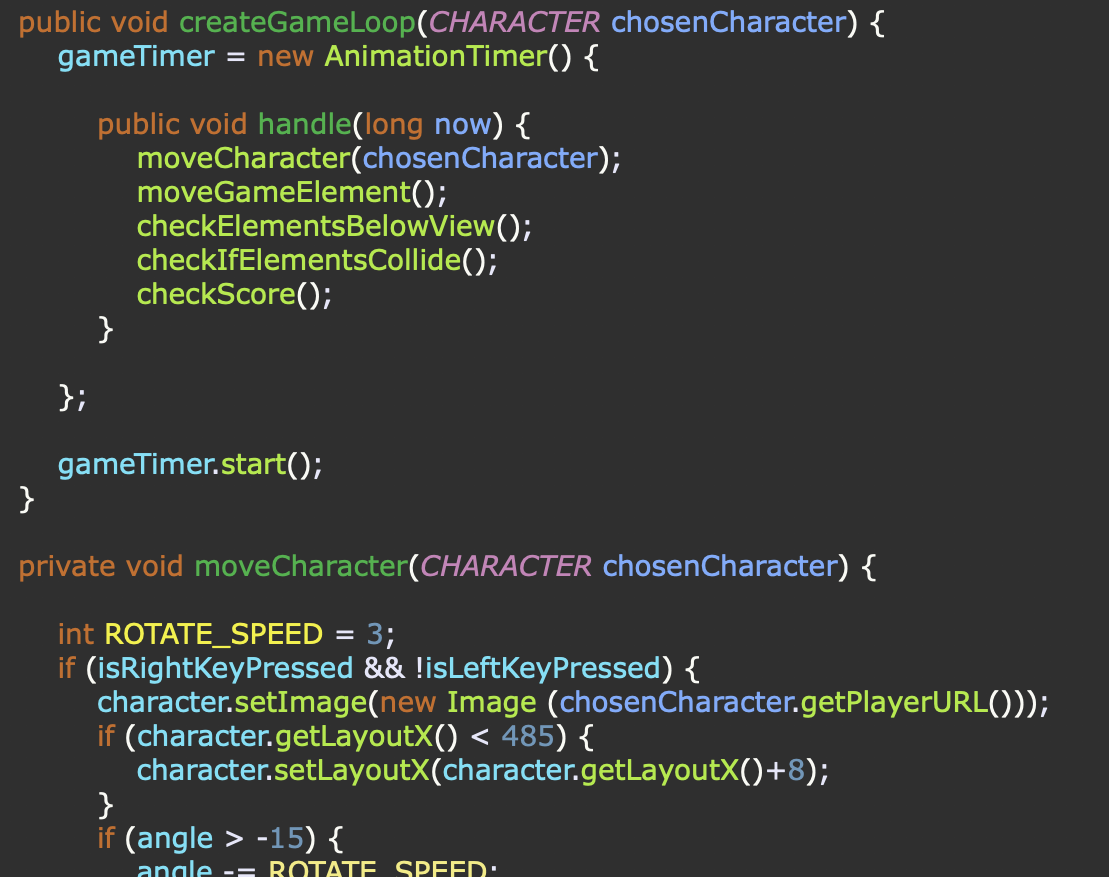 public void createGameLoop(CHARACTER chosenCharacter) {
gameTimer = new AnimationTimer() {
public void handle(long now) {
moveCharacter(chosenCharacter);
moveGameElement();
checkElementsBelowView();
checkIfElementsCollide();
checkScore();
}
};
gameTimer.start();
}
private void moveCharacter(CHARACTER chosenCharacter) {
int ROTATE_SPEED = 3;
if (isRightKeyPressed && !isLeftKeyPressed) {
character.setImage(new Image (chosenCharacter.getPlayerURL()));
if (character.getLayoutX() < 485) {
character.setLayoutX(character.getLayoutX()+8);
}
if (angle > -15) {
angle -= ROTATE_SPEED;